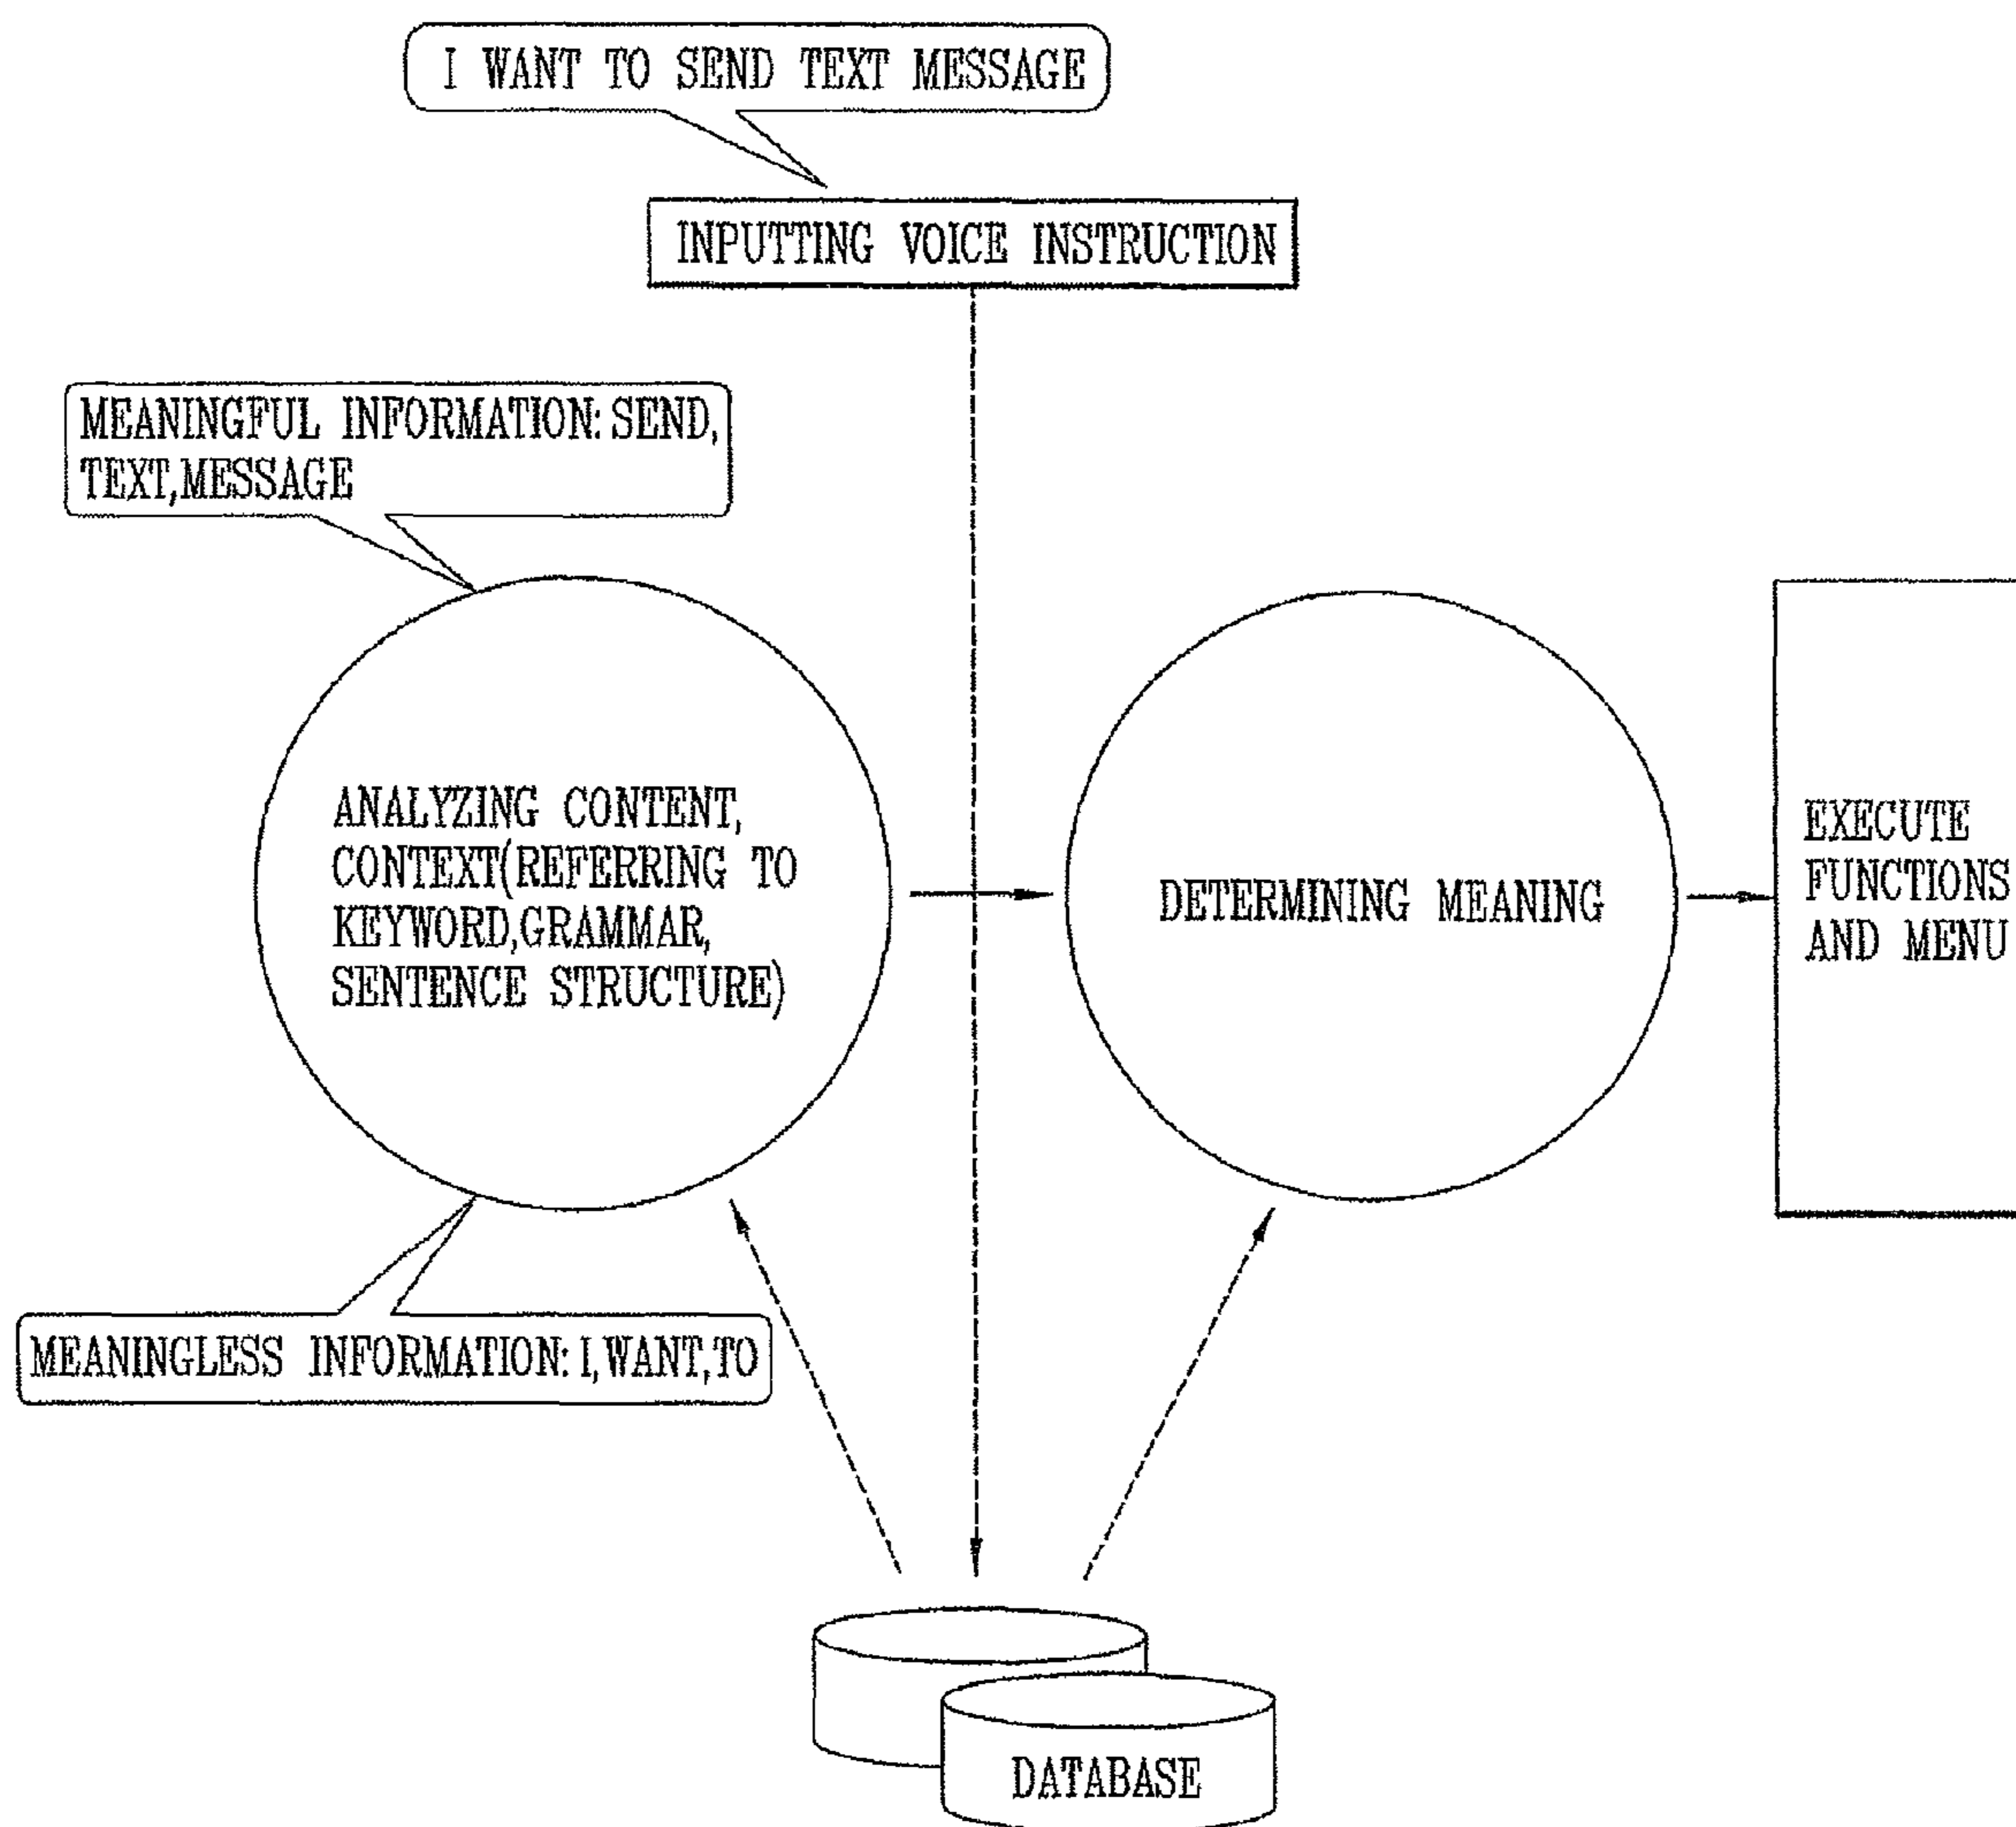 I WANT TO SEND TEXT MESSAGE
INPUTTING VOICE INSTRUCTION
MEANINGFUL INFORMATION: SEND,
TEXT,MESSAGE
ANALYZING CONTENT,
CONTEXT(REFERRING TO
KEYWORD,GRAMMAR,
SENTENCE STRUCTURE)
DETERMINING MEANING
EXECUTE
FUNCTIONS
AND MENU
MEANINGLESS INFORMATION: I,WANT,TO
DATABASE